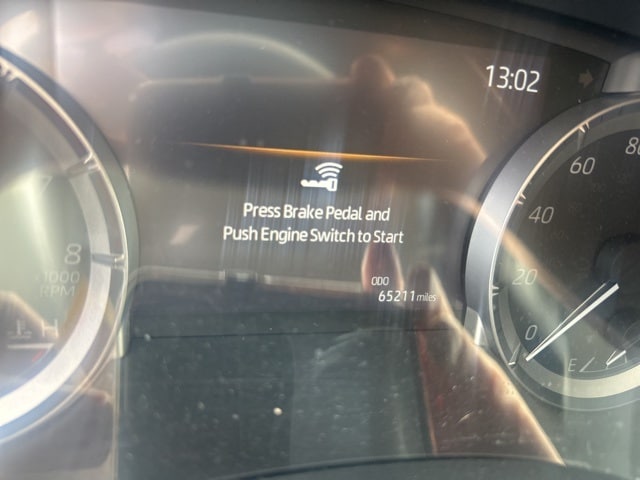 13:02
Press Brake Pedal and
Push Engine Switch to Start
ODO
65211 miles
8
x1000
RPM
H
80
60
40
20
0
E